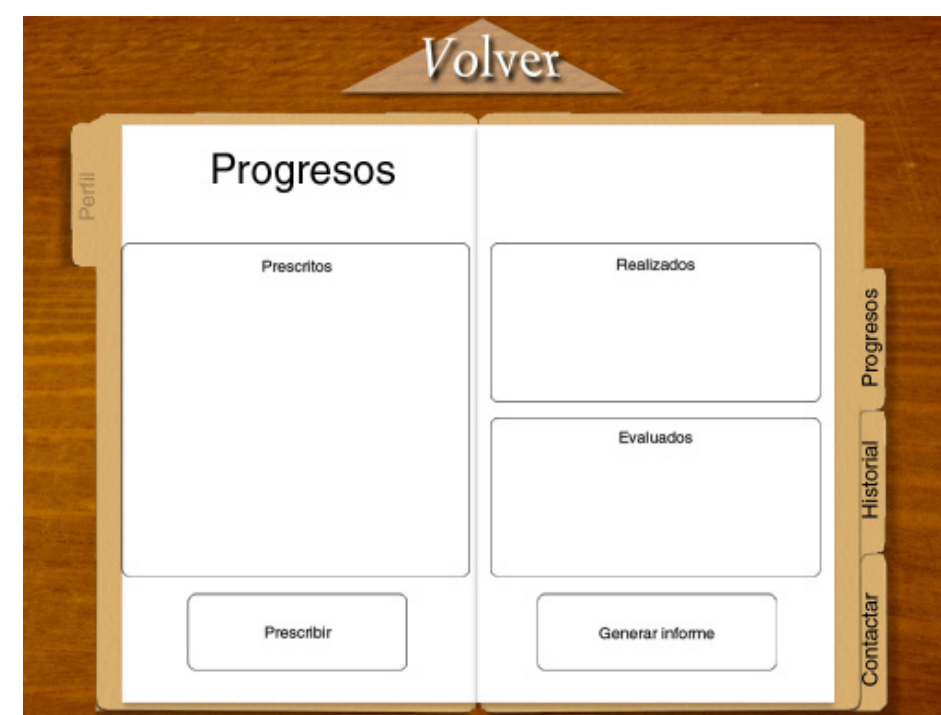 Volver
Perfil
Progresos
Prescritos
Realizados
Evaluados
Prescribir
Generar informe
Progresos
Historial
Contactar